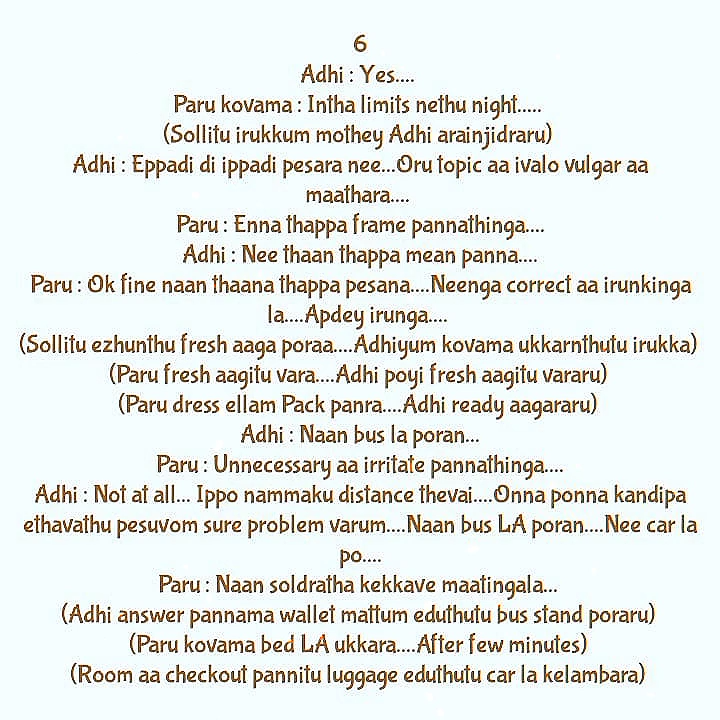 6
Adhi : Yes....
Paru kovama : Intha limits nethu night.....
(Sollitu irukkum mothey Adhi arainjidraru)
Adhi : Eppadi di ippadi pesara nee...Oru topic aa ivalo vulgar aa
maathara....
Paru : Enna thappa frame pannathinga....
Adhi : Nee thaan thappa mean panna....
Paru : Ok fine naan thaana thappa pesana....Neenga correct aa irunkinga
la....Apdey irunga....
(Sollitu ezhunthu fresh aaga poraa....Adhiyum kovama ukkarnthutu irukka)
(Paru fresh aagitu vara....Adhi poyi fresh aagitu vararu)
(Paru dress ellam Pack panra....Adhi ready aagararu)
Adhi : Naan bus la poran...
Paru : Unnecessary aa irritate pannathinga....
Adhi : Not at all... Ippo nammaku distance thevai....Onna ponna kandipa
ethavathu pesuvom sure problem varum....Naan bus LA poran....Nee car la
po....
Paru : Naan soldratha kekkave maatingala...
(Adhi answer pannama wallet mattum eduthutu bus stand poraru)
(Paru kovama bed LA ukkara....After few minutes)
(Room aa checkout pannitu luggage eduthutu car la kelambara)